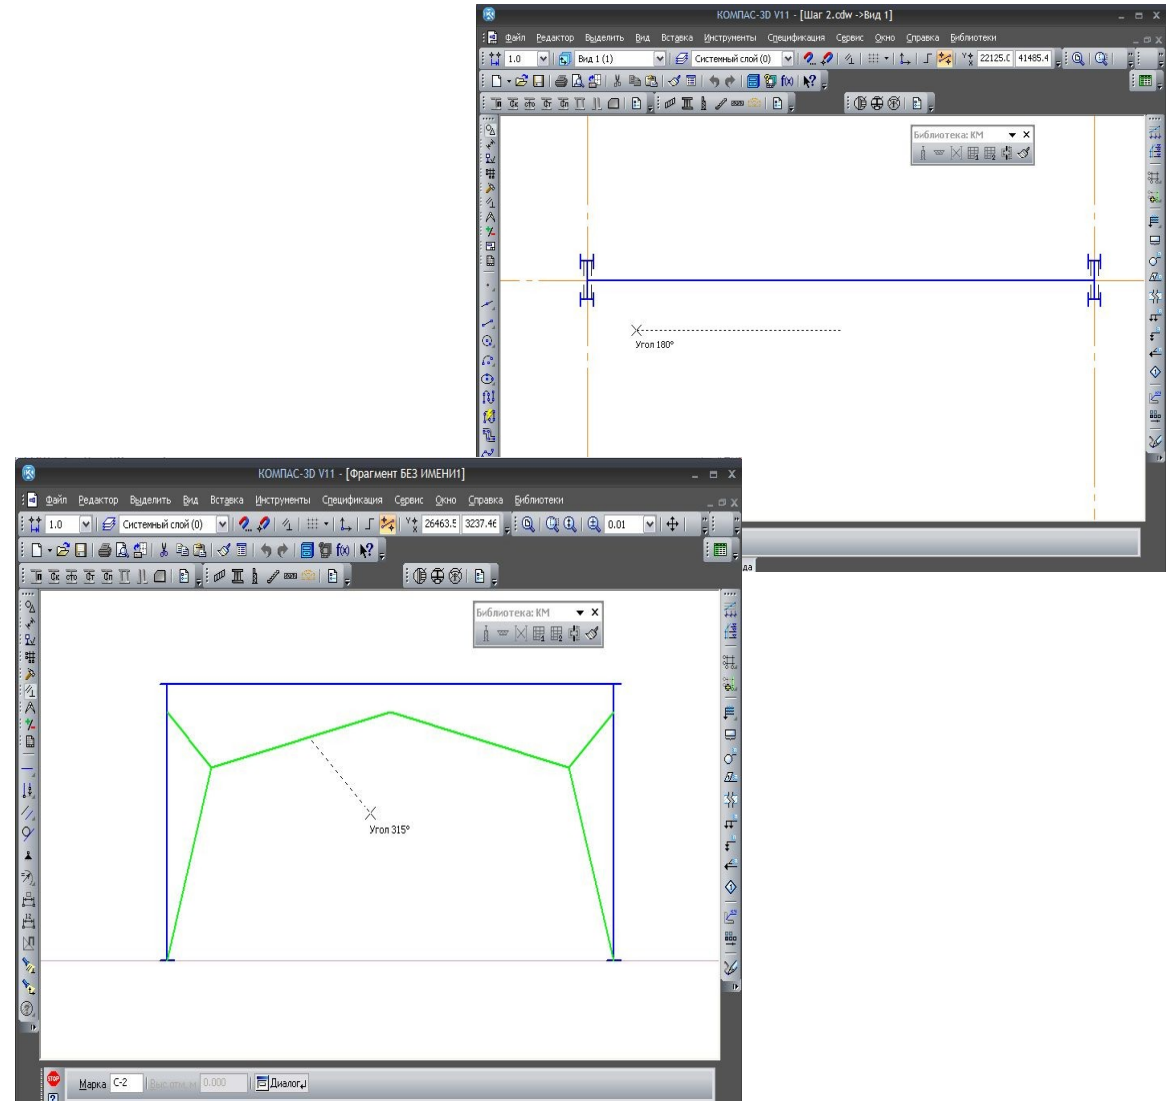 КОМПАС-3D V11 - [Шаг 2.cdw ->Вид 1]
Файл Редактор Выделить Вид Вставка Инструменты Спецификация Сервис Окно Справка Библиотеки
1.0 Вид 1 (1) Системный слой (0) 22125.0 41485.4
Библиотека: КМ
Угол 180°
да
КОМПАС-3D V11 - [Фрагмент БЕЗ ИМЕНИ1]
Файл Редактор Выделить Вид Вставка Инструменты Спецификация Сервис Окно Справка Библиотеки
1.0 Системный слой (0) 26463.5 3237.46 0.01
Библиотека: КМ
Угол 315°
STOP Марка С-2 0.000 Диалог